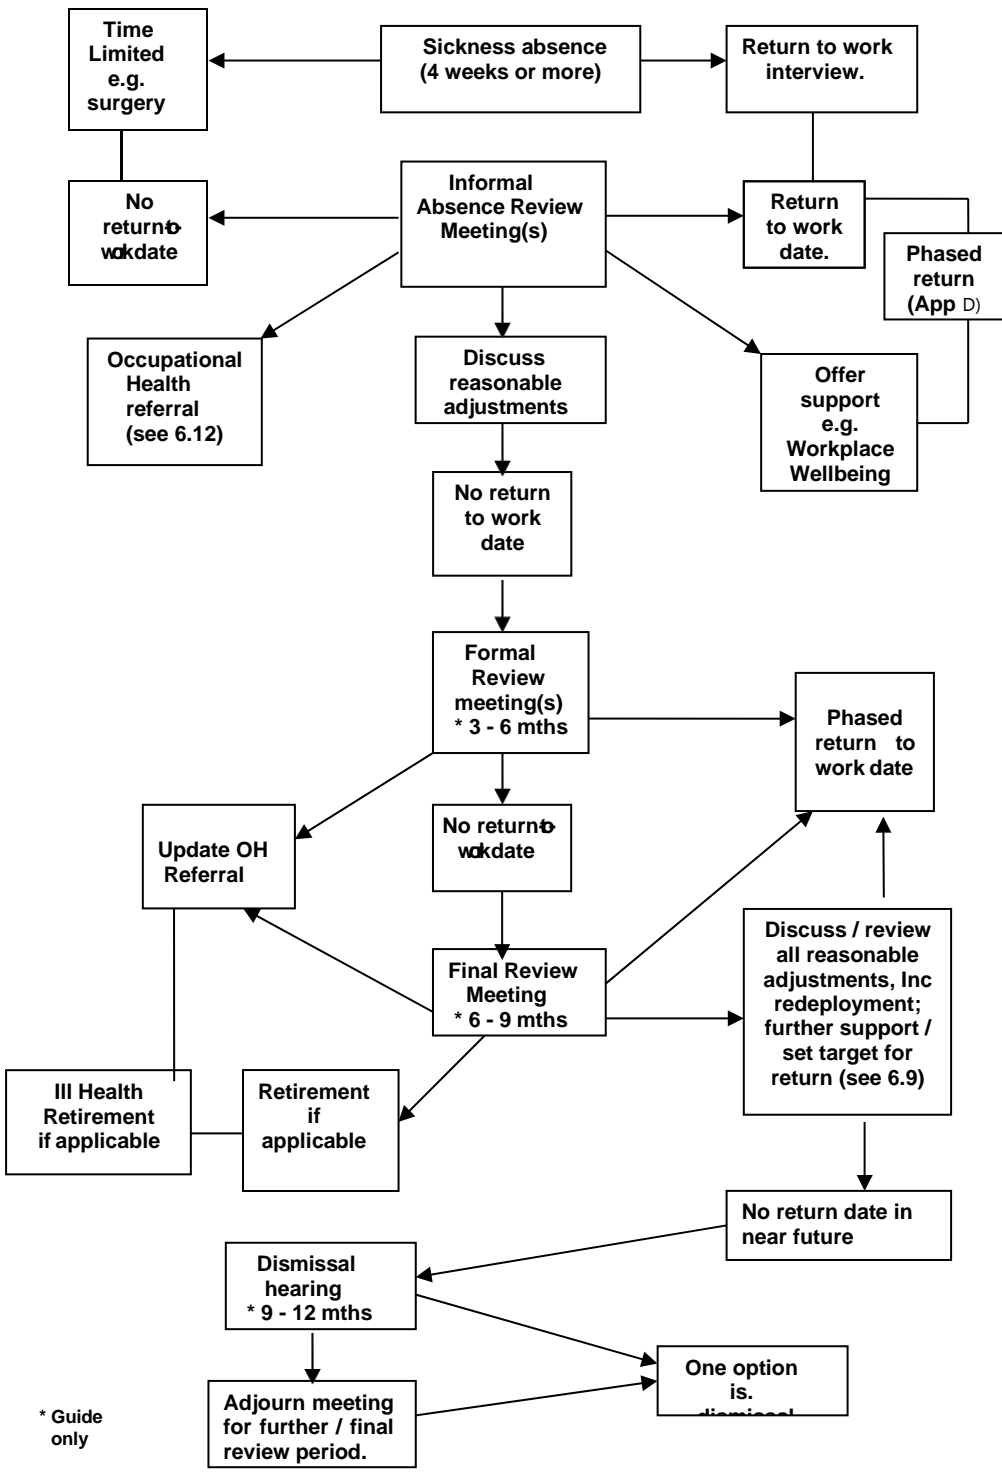 Time
Limited
e.g.
surgery
Sickness absence
(4 weeks or more)
Return to work
interview.
No
return-to-
work date
Informal
Absence Review
Meeting(s)
Return
to work
date.
Phased
return
(App D)
Occupational
Health
referral
(see 6.12)
Discuss
reasonable
adjustments
Offer
support
e.g.
Workplace
Wellbeing
No return
to work
date
Formal
Review
meeting(s)
* 3 - 6 mths
Phased
return to
work date
Update OH
Referral
No return-to-
work date
Final Review
Meeting
* 6 - 9 mths
Discuss / review
all reasonable
adjustments, Inc
redeployment;
further support /
set target for
return (see 6.9)
Ill Health
Retirement
if applicable
Retirement
if
applicable
No return date in
near future
Dismissal
hearing
* 9 - 12 mths
One option
is.
dismissal
Adjourn meeting
for further / final
review period.
* Guide
only